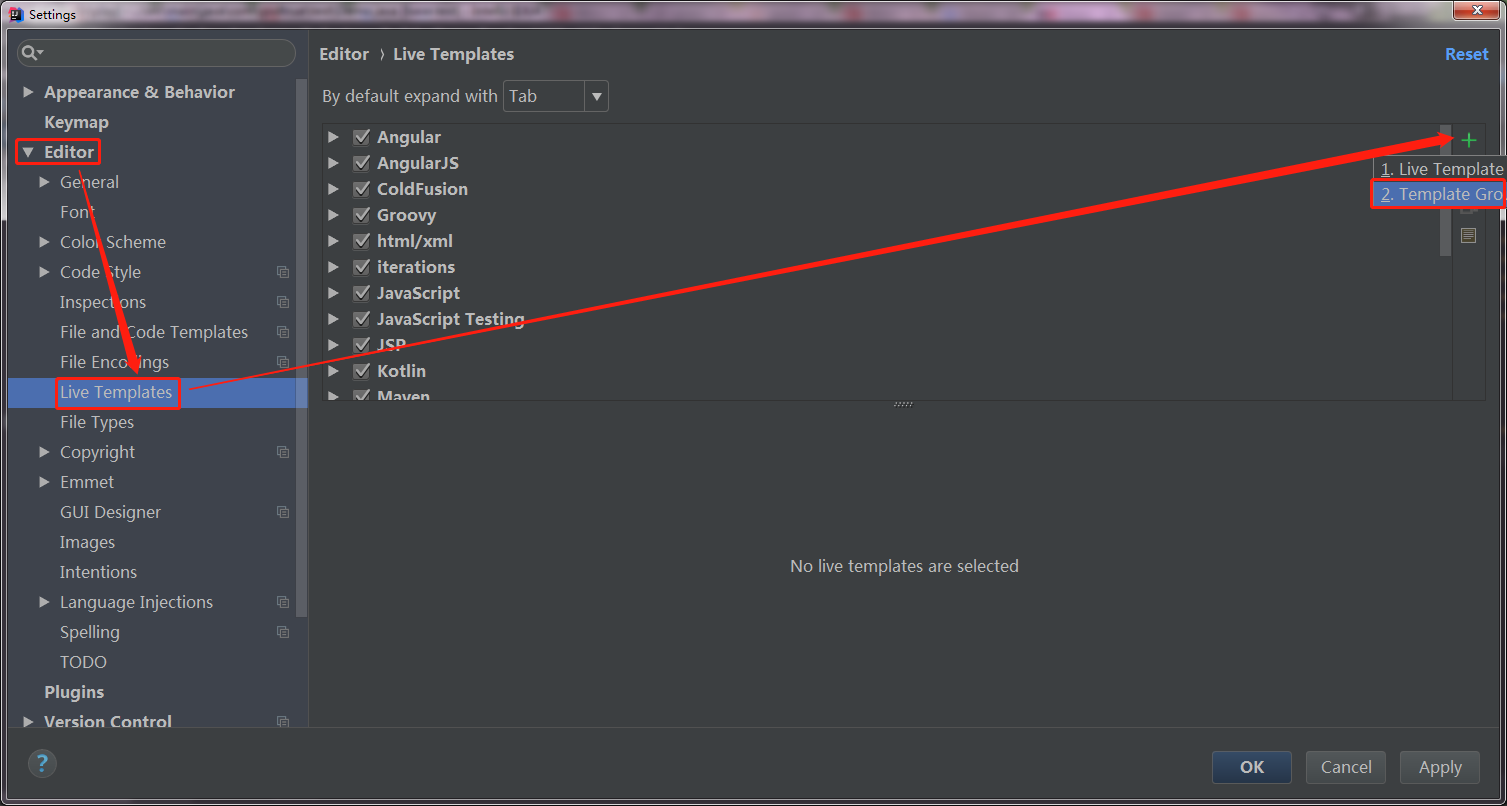 Settings
Editor › Live Templates
Reset
By default expand with Tab
Appearance & Behavior
Keymap
Editor
General
Font
Color Scheme
Code Style
Inspections
File and Code Templates
File Encodings
Live Templates
File Types
Copyright
Emmet
GUI Designer
Images
Intentions
Language Injections
Spelling
TODO
Plugins
Version Control
Angular
AngularJS
ColdFusion
Groovy
html/xml
iterations
JavaScript
JavaScript Testing
JSP
Kotlin
Maven
1. Live Template
2. Template Gro
No live templates are selected
?
OK
Cancel
Apply